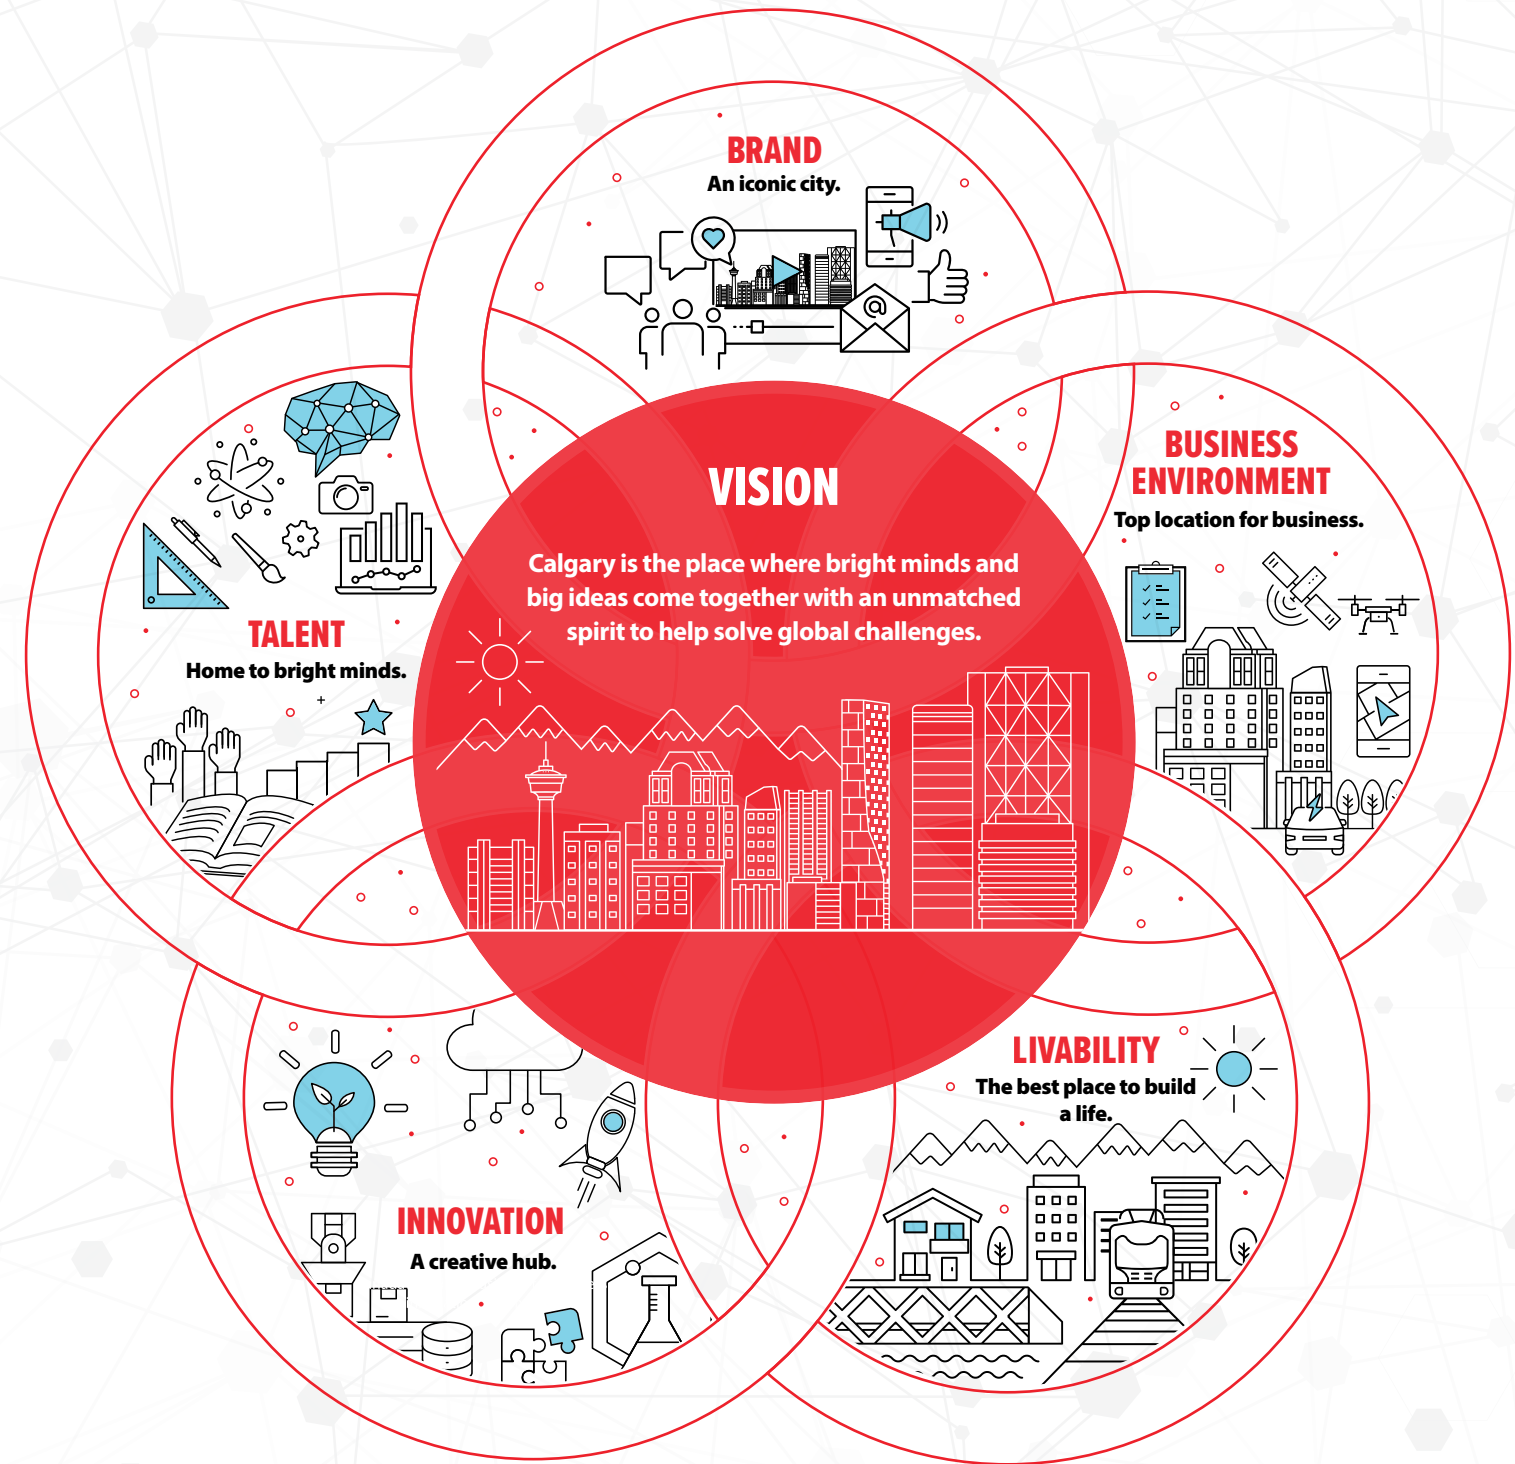 BRAND
An iconic city.
@
VISION
Calgary is the place where bright minds and
big ideas come together with an unmatched
spirit to help solve global challenges.
BUSINESS
ENVIRONMENT
Top location for business.
TALENT
Home to bright minds.
LIVABILITY
The best place to build
a life.
INNOVATION
A creative hub.